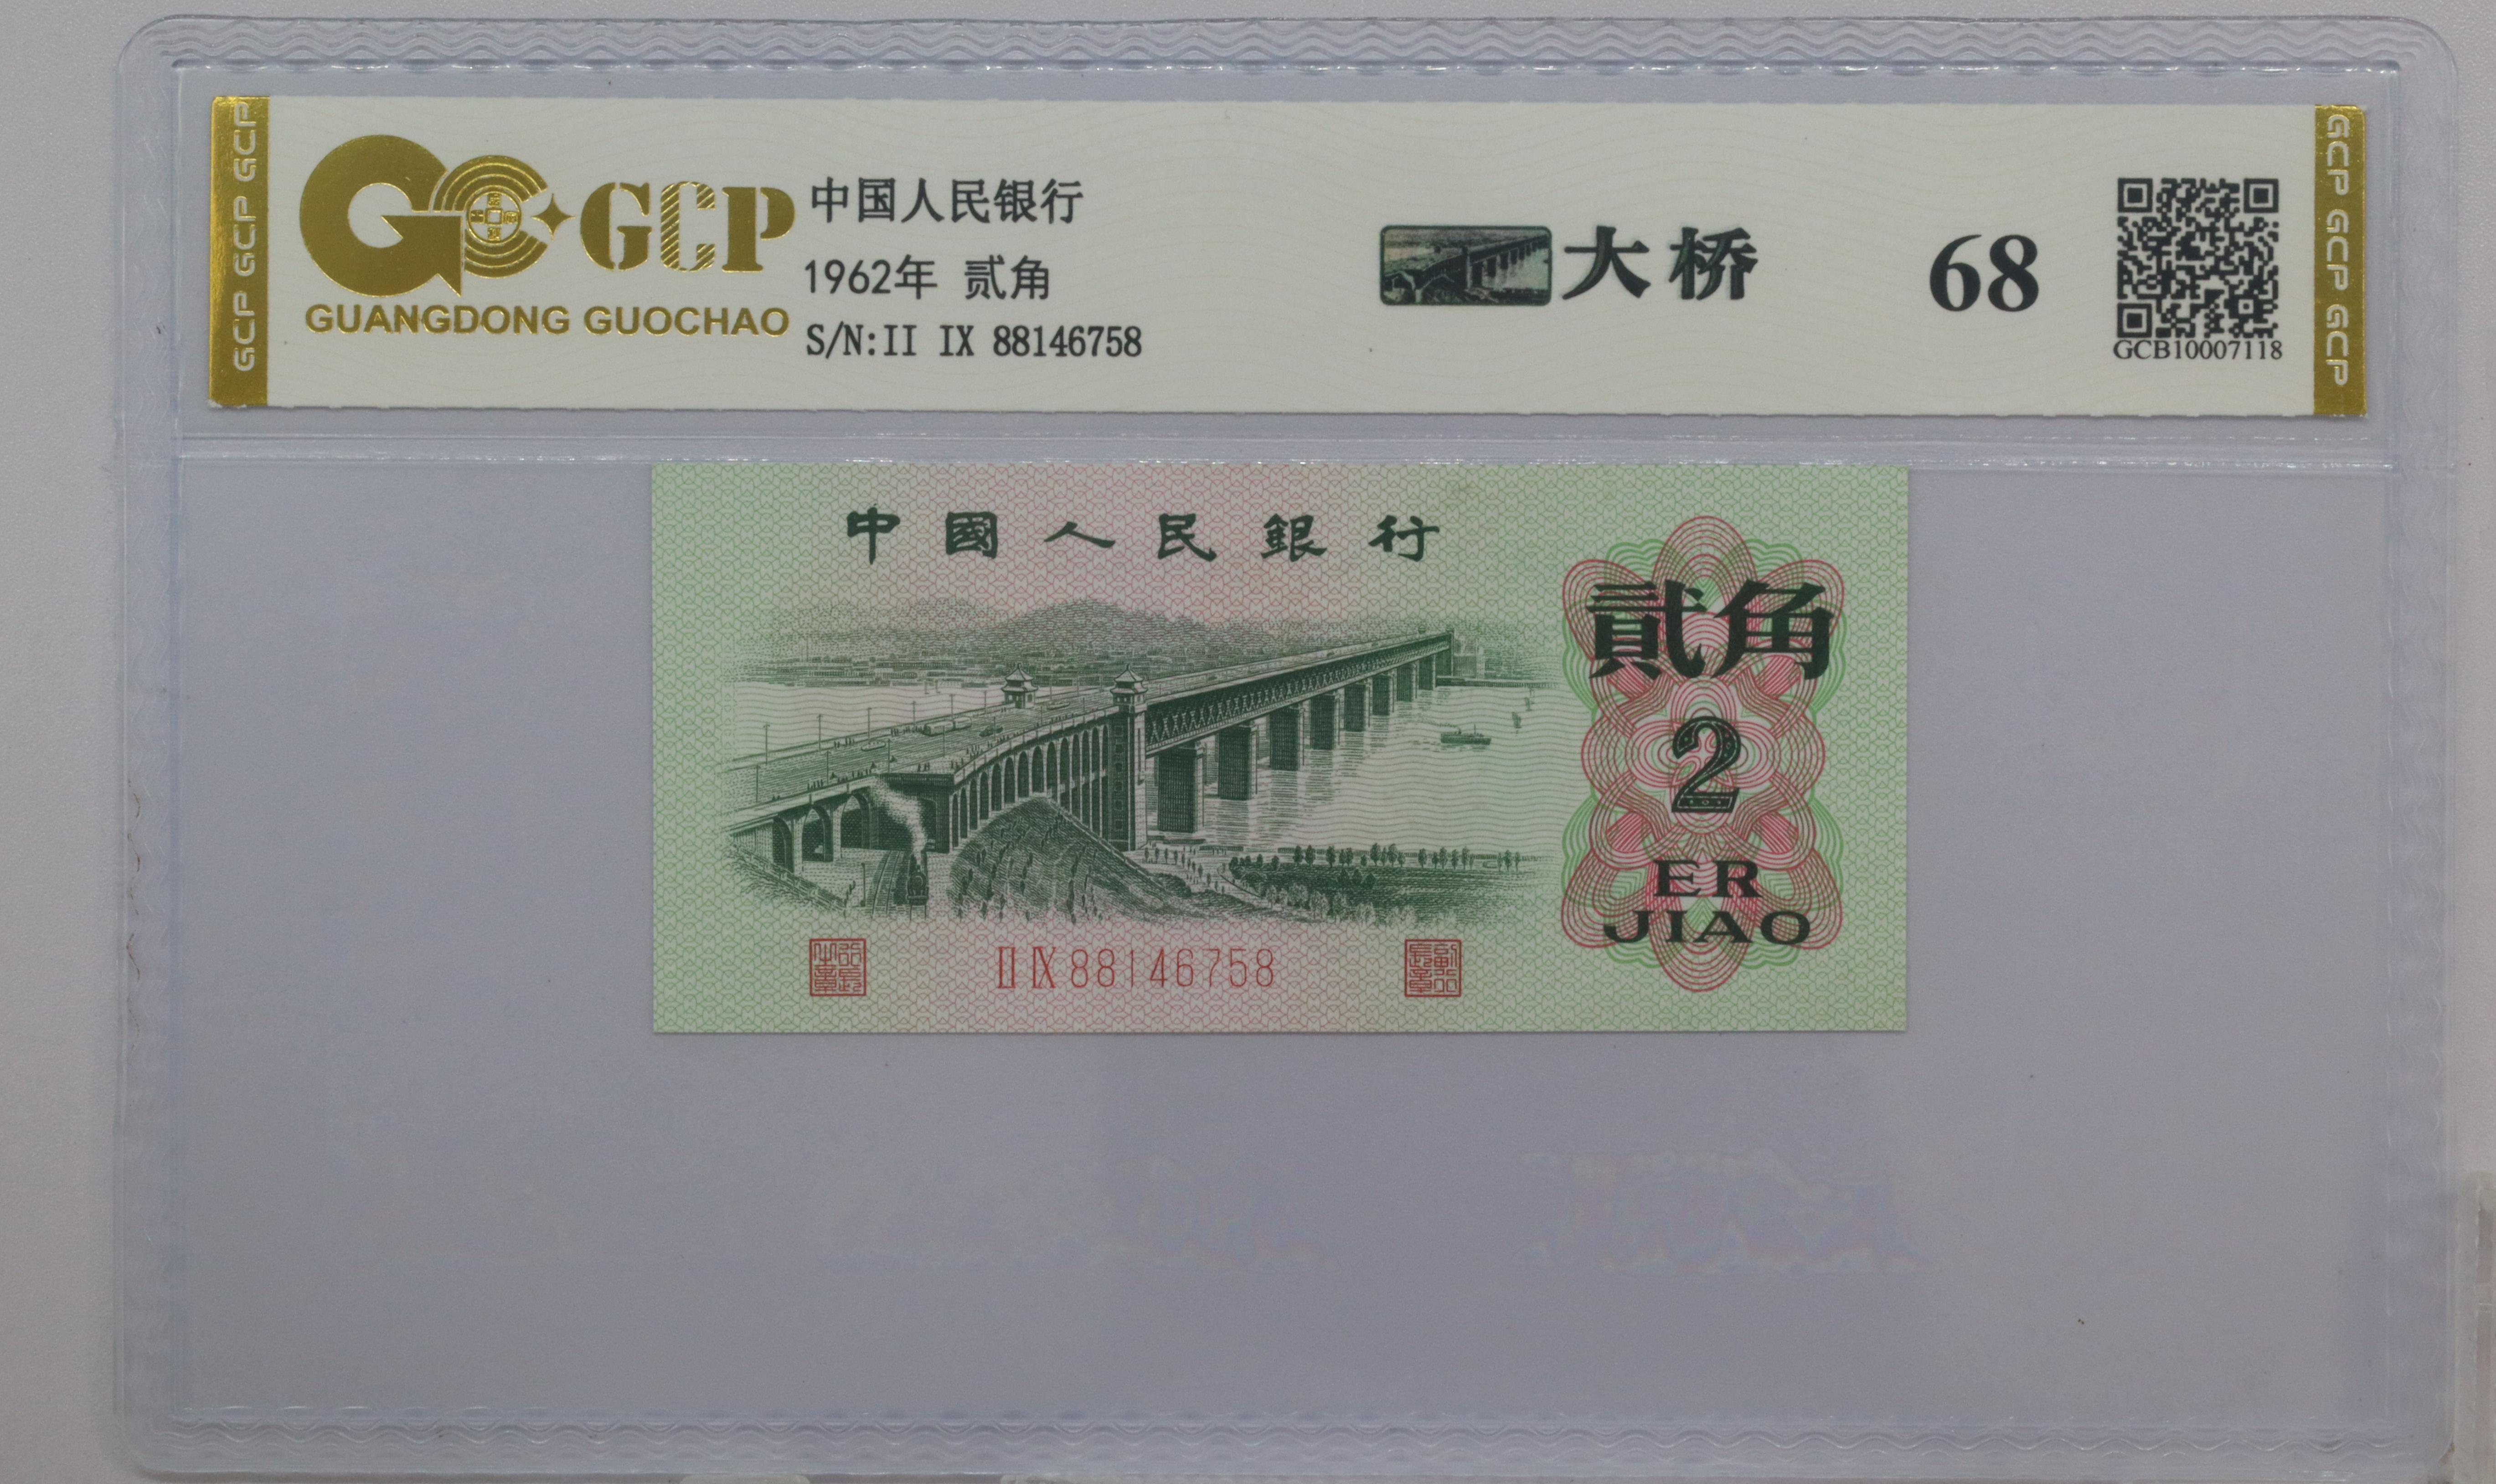 GCP GCP GCP
GCP
GUANGDONG GUOCHAO
中国人民银行
1962年 贰角
S/N:II IX 88146758
大桥
68
GCB10007118
GCP GCP GCP
中國人民銀行
貳角
2
ER
JIAO
II IX 88146758